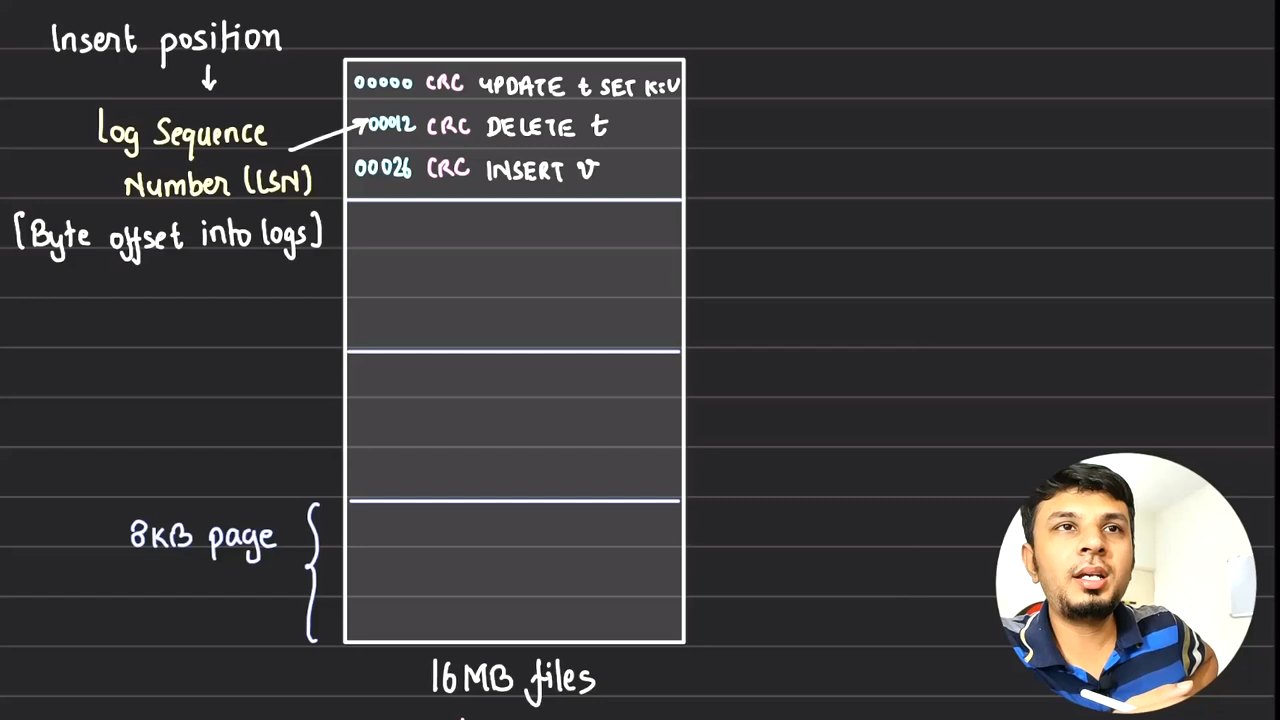 Insert position
Log Sequence
Number (LSN)
[Byte offset into logs]
00000 CRC UPDATE t SET K=V
00012 CRC DELETE t
00026 CRC INSERT v
8KB page
16MB files